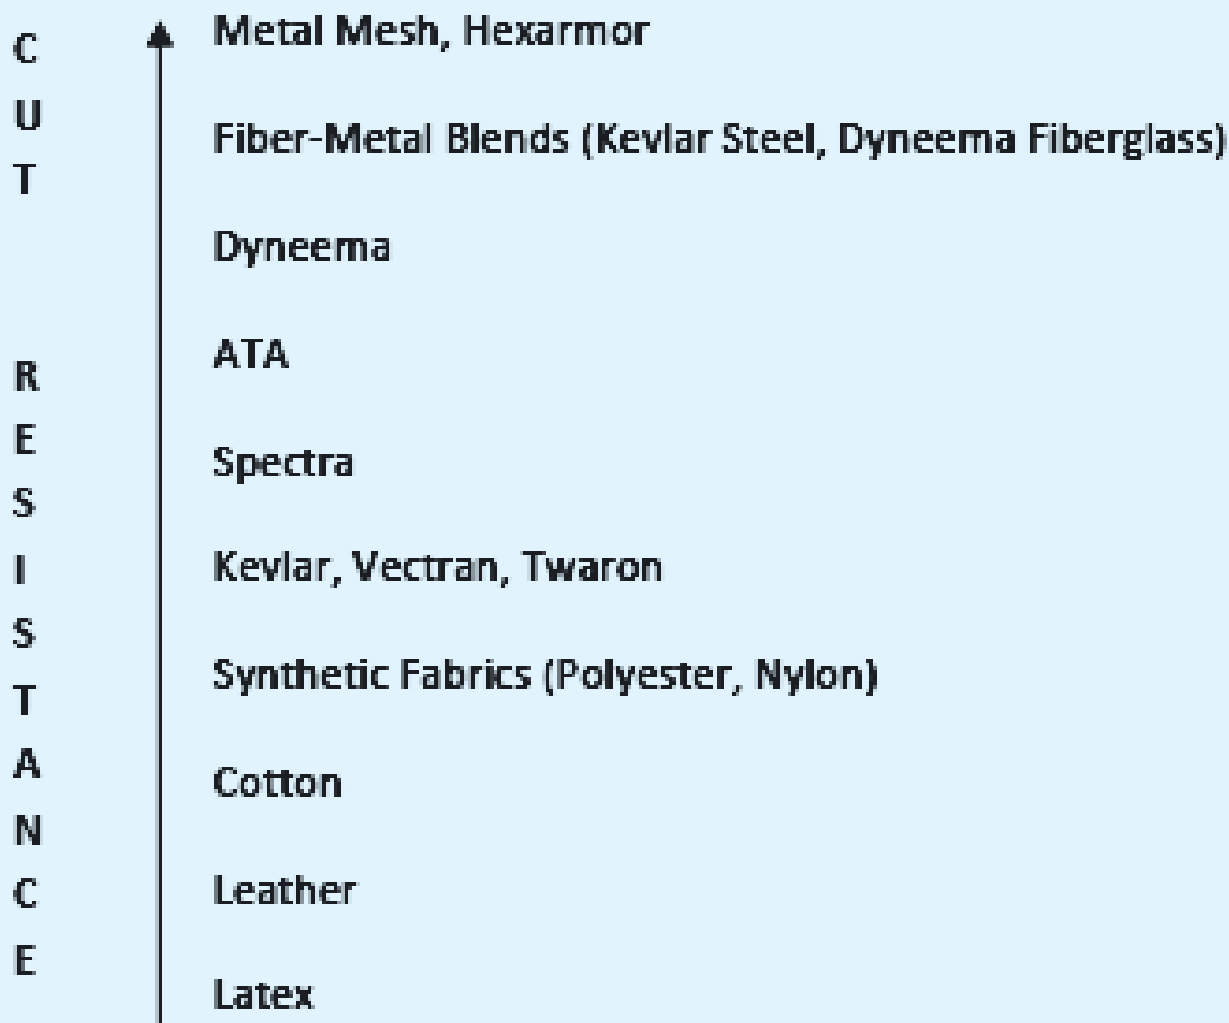 CUT RESISTANCE
Metal Mesh, Hexarmor
Fiber-Metal Blends (Kevlar Steel, Dyneema Fiberglass)
Dyneema
ATA
Spectra
Kevlar, Vectran, Twaron
Synthetic Fabrics (Polyester, Nylon)
Cotton
Leather
Latex